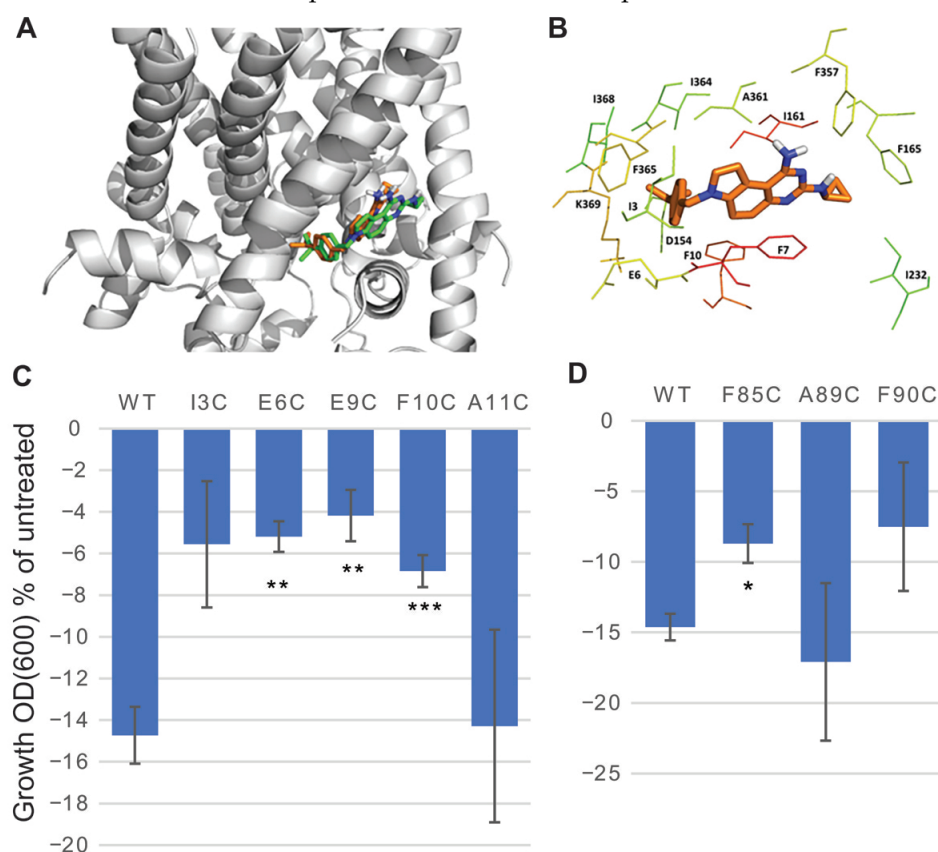 A
B
F357
I364
A361
I368
I161
F165
F365
K369
I3
D154
F10
F7
E6
I232
C
WT I3C E6C E9C F10C A11C
Growth OD(600) % of untreated
0
−2
−4
−6
−8
−10
−12
−14
−16
−18
−20
** ** ***
D
WT F85C A89C F90C
0
−5
−10
−15
−20
−25
*